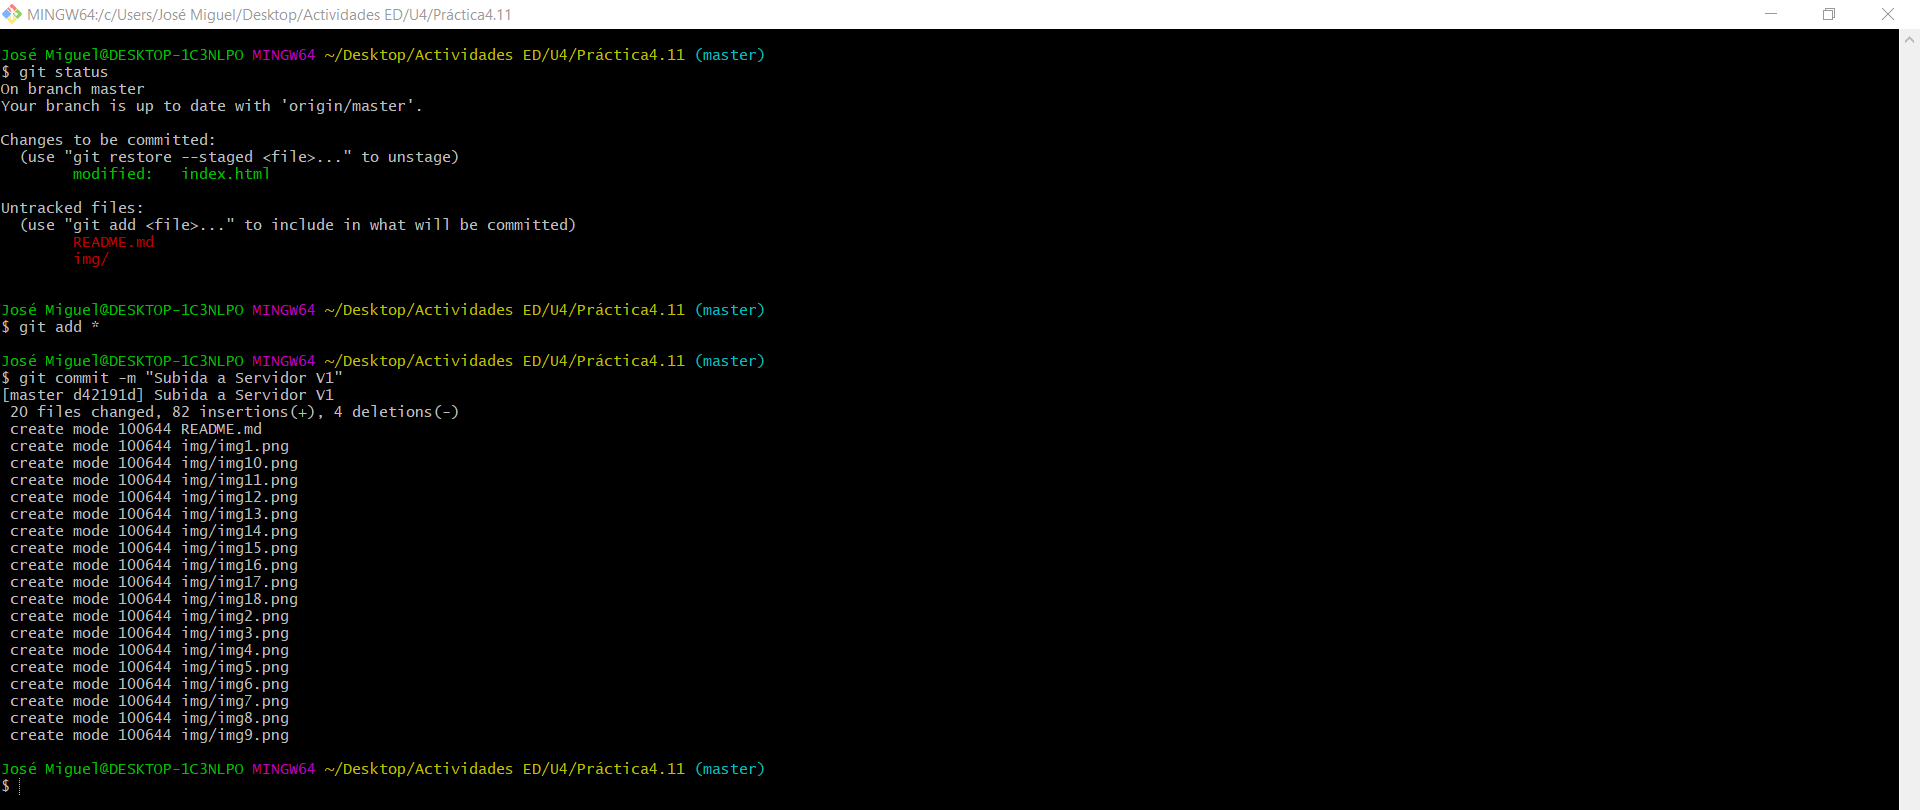 MINGW64:/c/Users/José Miguel/Desktop/Actividades ED/U4/Práctica4.11
José Miguel@DESKTOP-1C3NLPO MINGW64 ~/Desktop/Actividades ED/U4/Práctica4.11 (master)
$ git status
On branch master
Your branch is up to date with 'origin/master'.
Changes to be committed:
  (use "git restore --staged <file>..." to unstage)
        modified:   index.html
Untracked files:
  (use "git add <file>..." to include in what will be committed)
        README.md
        img/
José Miguel@DESKTOP-1C3NLPO MINGW64 ~/Desktop/Actividades ED/U4/Práctica4.11 (master)
$ git add *
José Miguel@DESKTOP-1C3NLPO MINGW64 ~/Desktop/Actividades ED/U4/Práctica4.11 (master)
$ git commit -m "Subida a Servidor V1"
[master d42191d] Subida a Servidor V1
 20 files changed, 82 insertions(+), 4 deletions(-)
 create mode 100644 README.md
 create mode 100644 img/img1.png
 create mode 100644 img/img10.png
 create mode 100644 img/img11.png
 create mode 100644 img/img12.png
 create mode 100644 img/img13.png
 create mode 100644 img/img14.png
 create mode 100644 img/img15.png
 create mode 100644 img/img16.png
 create mode 100644 img/img17.png
 create mode 100644 img/img18.png
 create mode 100644 img/img2.png
 create mode 100644 img/img3.png
 create mode 100644 img/img4.png
 create mode 100644 img/img5.png
 create mode 100644 img/img6.png
 create mode 100644 img/img7.png
 create mode 100644 img/img8.png
 create mode 100644 img/img9.png
José Miguel@DESKTOP-1C3NLPO MINGW64 ~/Desktop/Actividades ED/U4/Práctica4.11 (master)
$